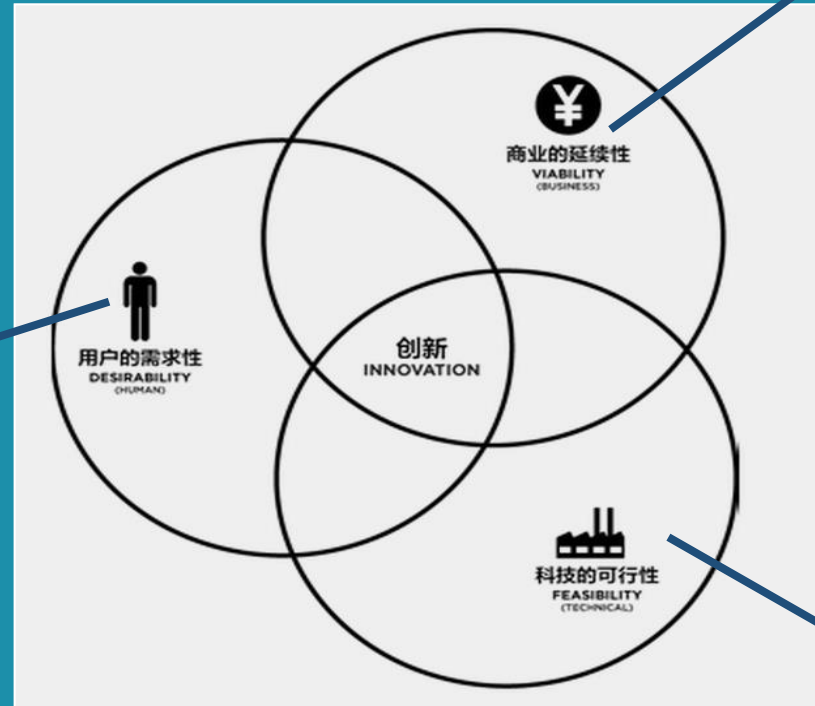 ¥
商业的延续性
VIABILITY
(BUSINESS)
用户的需求性
DESIRABILITY
(HUMAN)
创新
INNOVATION
科技的可行性
FEASIBILITY
(TECHNICAL)